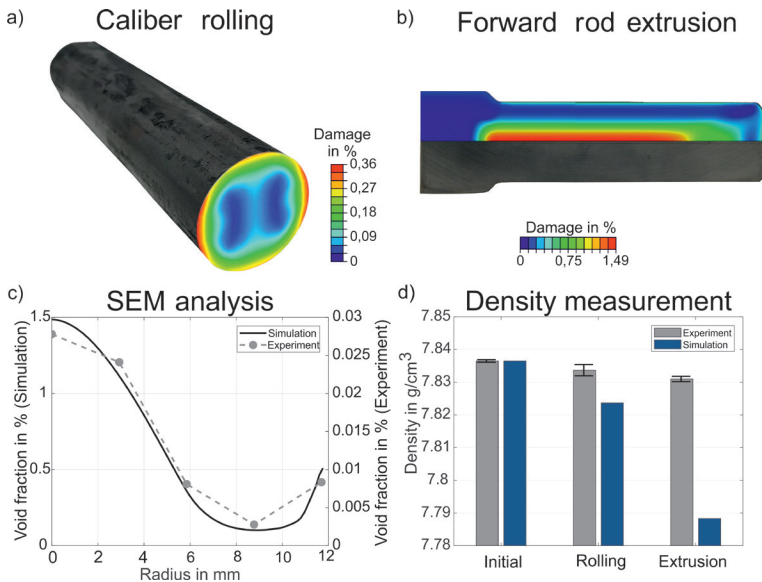 a)
Caliber rolling
Damage
in %
0,36
0,27
0,18
0,09
0
b)
Forward rod extrusion
Damage in %
0
0,75
1,49
c)
SEM analysis
Simulation
Experiment
1.5
1
0.5
0
Void fraction in % (Simulation)
0.03
0.025
0.02
0.015
0.01
0.005
0
Void fraction in % (Experiment)
0 2 4 6 8 10 12
Radius in mm
d)
Density measurement
Experiment
Simulation
7.85
7.84
7.83
7.82
7.81
7.8
7.79
7.78
Density in g/cm³
Initial Rolling Extrusion